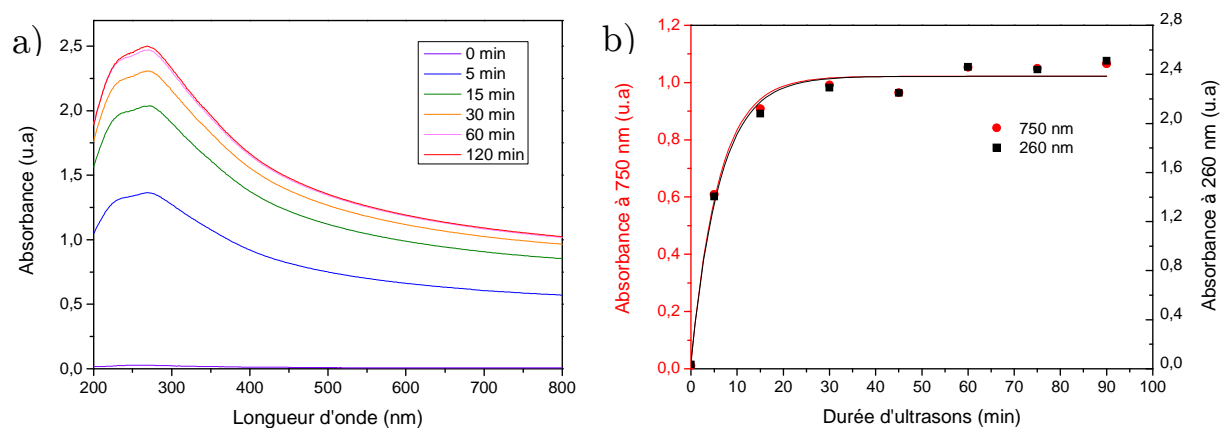 a)
2,5
2,0
1,5
1,0
0,5
0,0
Absorbance (u.a)
200 300 400 500 600 700 800
Longueur d'onde (nm)
0 min
5 min
15 min
30 min
60 min
120 min
b)
1,2
1,0
0,8
0,6
0,4
0,2
0,0
Absorbance à 750 nm (u.a)
0 10 20 30 40 50 60 70 80 90 100
Durée d'ultrasons (min)
750 nm
260 nm
2,8
2,4
2,0
1,6
1,2
0,8
0,4
0,0
Absorbance à 260 nm (u.a)